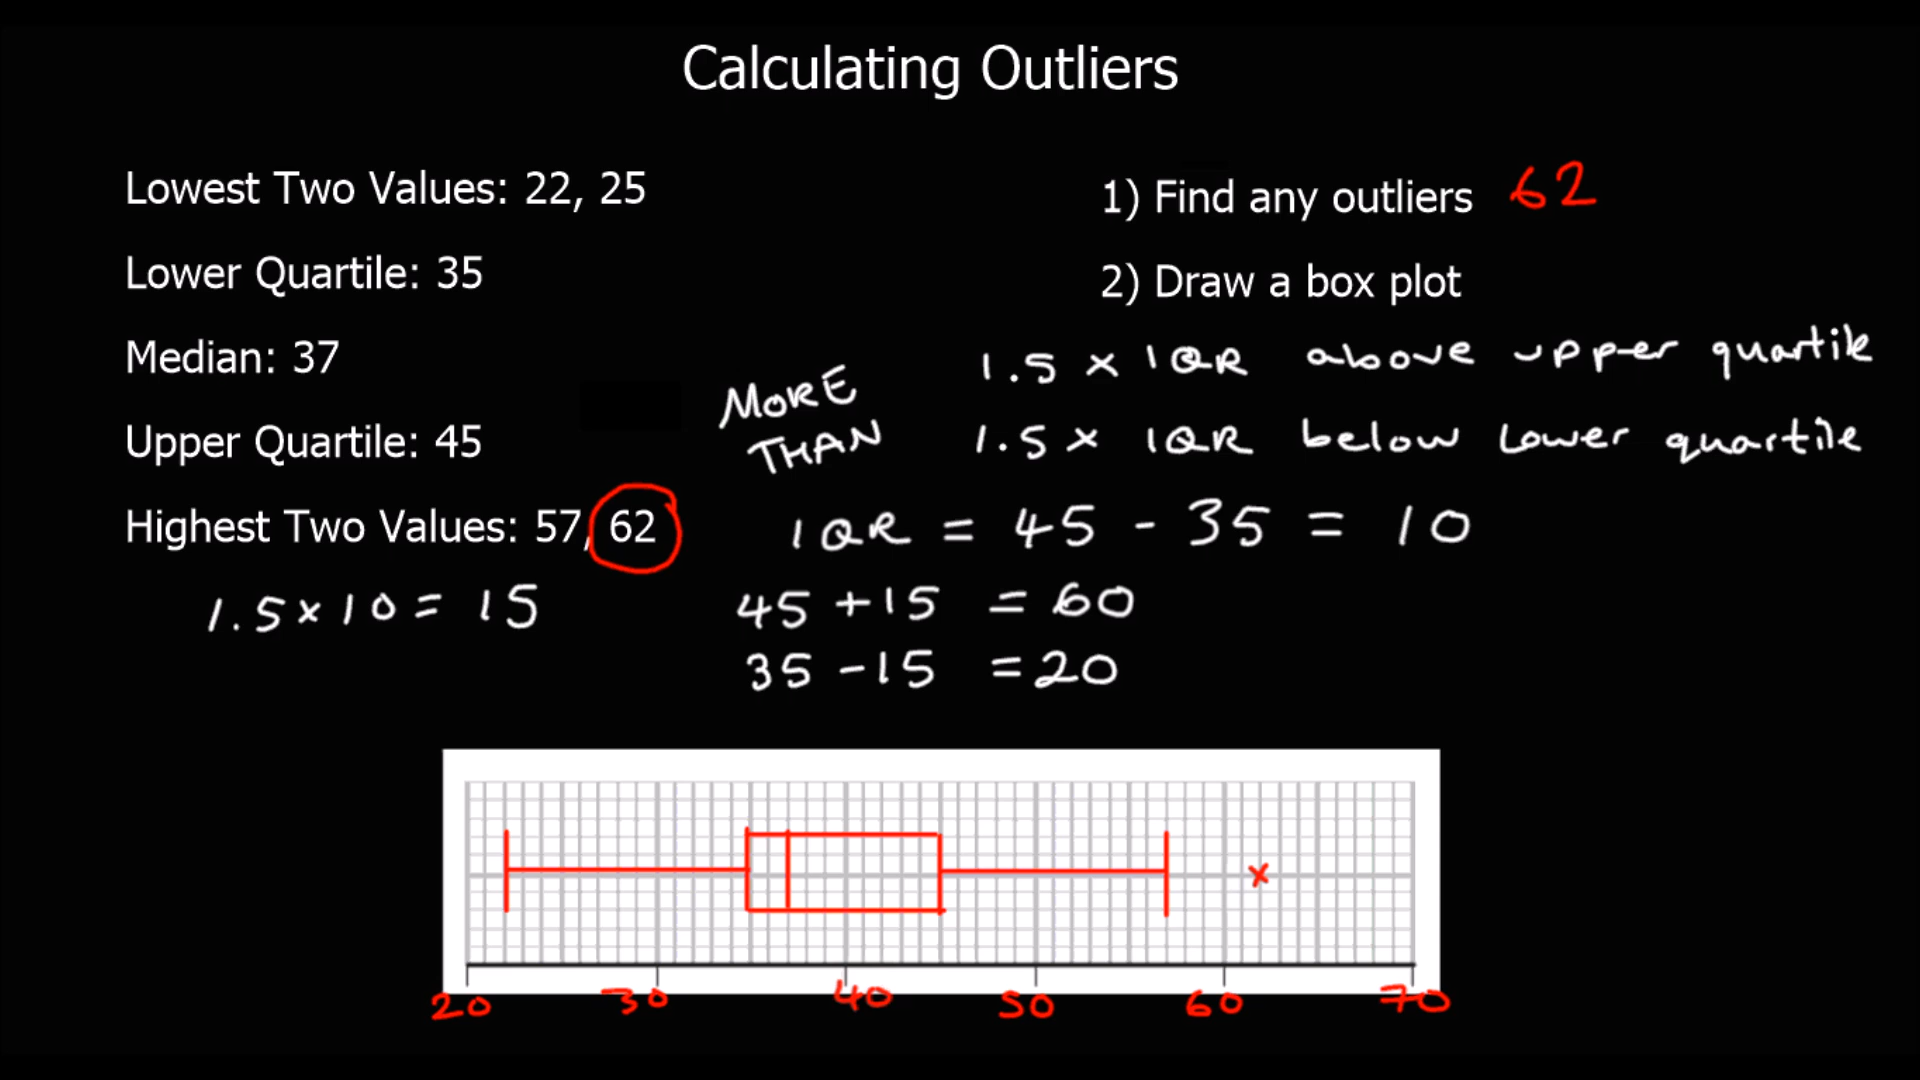 Calculating Outliers
Lowest Two Values: 22, 25
Lower Quartile: 35
Median: 37
Upper Quartile: 45
Highest Two Values: 57, 62
1.5 × 10 = 15
1) Find any outliers 62
2) Draw a box plot
MORE THAN
1.5 × IQR above upper quartile
1.5 × IQR below lower quartile
IQR = 45 - 35 = 10
45 + 15 = 60
35 - 15 = 20
×
20 30 40 50 60 70